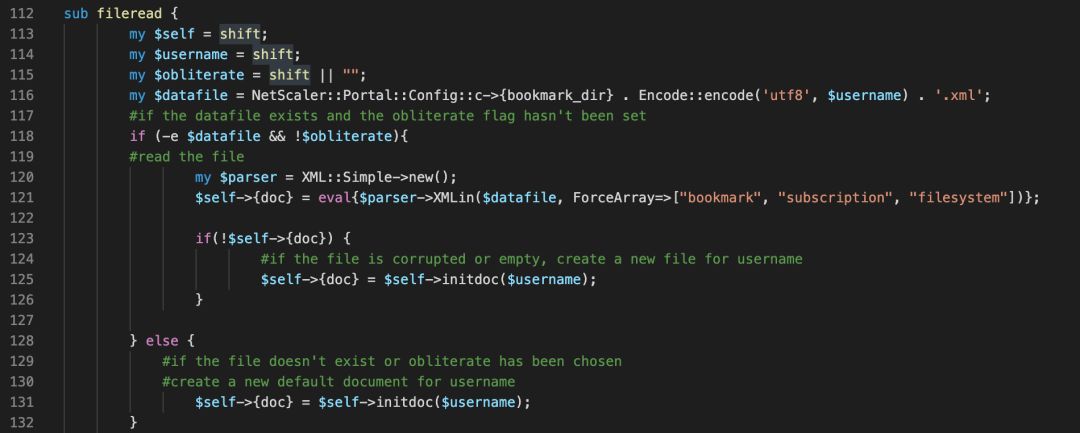 112 sub fileread {
113 my $self = shift;
114 my $username = shift;
115 my $obliterate = shift || "";
116 my $datafile = NetScaler::Portal::Config::c->{bookmark_dir} . Encode::encode('utf8', $username) . '.xml';
117 #if the datafile exists and the obliterate flag hasn't been set
118 if (-e $datafile && !$obliterate){
119 #read the file
120 my $parser = XML::Simple->new();
121 $self->{doc} = eval{$parser->XMLin($datafile, ForceArray=>["bookmark", "subscription", "filesystem"])};
122
123 if(!$self->{doc}) {
124 #if the file is corrupted or empty, create a new file for username
125 $self->{doc} = $self->initdoc($username);
126 }
127
128 } else {
129 #if the file doesn't exist or obliterate has been chosen
130 #create a new default document for username
131 $self->{doc} = $self->initdoc($username);
132 }